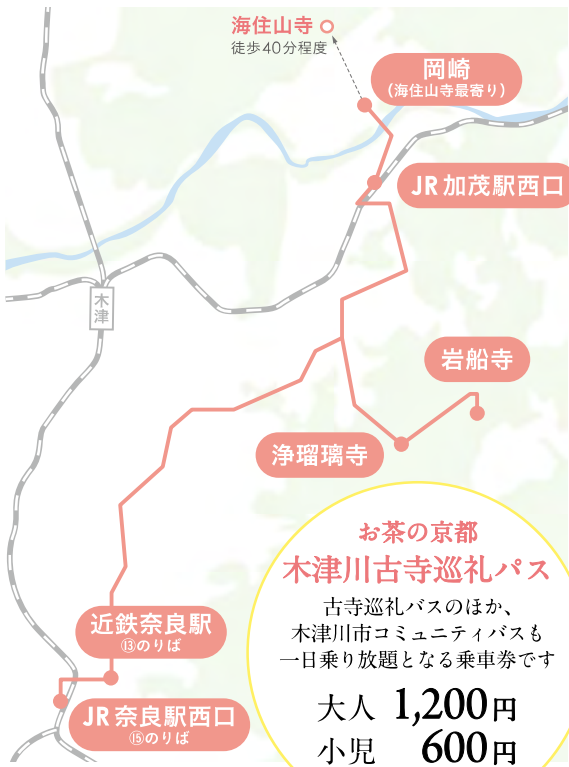 海住山寺
徒歩40分程度
岡崎
(海住山寺最寄り)
JR加茂駅西口
木津
岩船寺
浄瑠璃寺
近鉄奈良駅
⑬のりば
JR奈良駅西口
⑮のりば
お茶の京都
木津川古寺巡礼パス
古寺巡礼バスのほか、
木津川市コミュニティバスも
一日乗り放題となる乗車券です
大人 1,200円
小児 600円